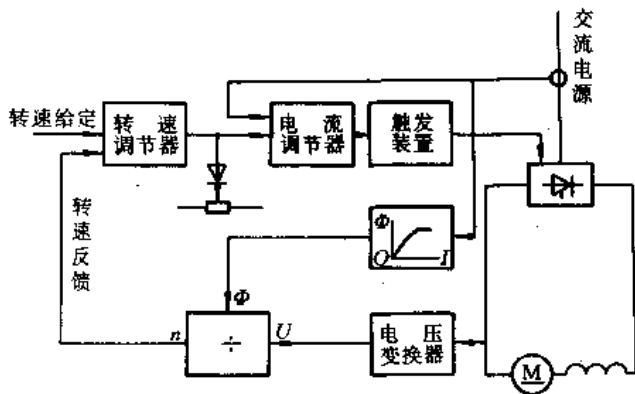 交流电源
转速给定
转速
调节器
电流
调节器
触发
装置
转速反馈
Φ
O
I
Φ
n
÷
U
电压
变换器
M